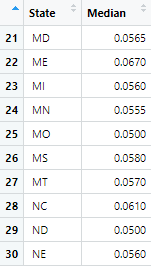 State Median
21 MD 0.0565
22 ME 0.0670
23 MI 0.0560
24 MN 0.0555
25 MO 0.0500
26 MS 0.0580
27 MT 0.0570
28 NC 0.0610
29 ND 0.0500
30 NE 0.0560